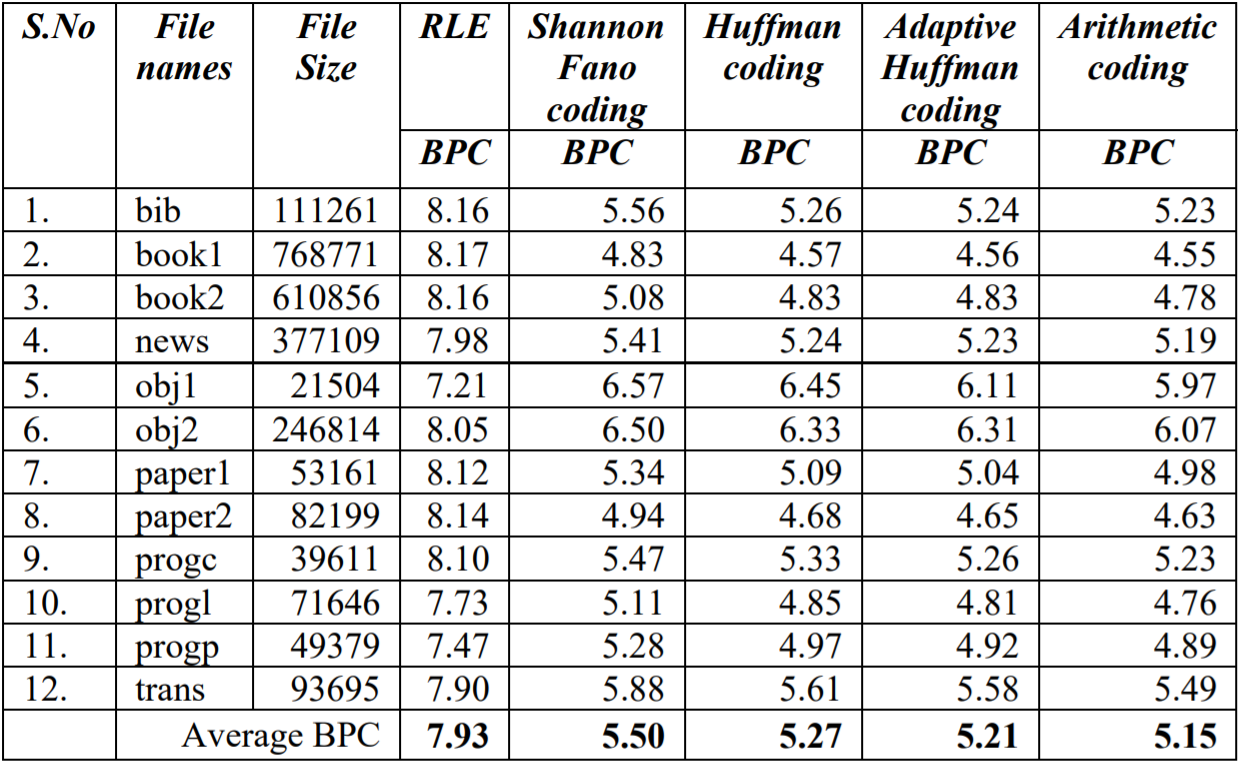 S.No File names File Size RLE Shannon Fano coding Huffman coding Adaptive Huffman coding Arithmetic coding
BPC BPC BPC BPC BPC
1. bib 111261 8.16 5.56 5.26 5.24 5.23
2. book1 768771 8.17 4.83 4.57 4.56 4.55
3. book2 610856 8.16 5.08 4.83 4.83 4.78
4. news 377109 7.98 5.41 5.24 5.23 5.19
5. obj1 21504 7.21 6.57 6.45 6.11 5.97
6. obj2 246814 8.05 6.50 6.33 6.31 6.07
7. paper1 53161 8.12 5.34 5.09 5.04 4.98
8. paper2 82199 8.14 4.94 4.68 4.65 4.63
9. progc 39611 8.10 5.47 5.33 5.26 5.23
10. progl 71646 7.73 5.11 4.85 4.81 4.76
11. progp 49379 7.47 5.28 4.97 4.92 4.89
12. trans 93695 7.90 5.88 5.61 5.58 5.49
Average BPC 7.93 5.50 5.27 5.21 5.15